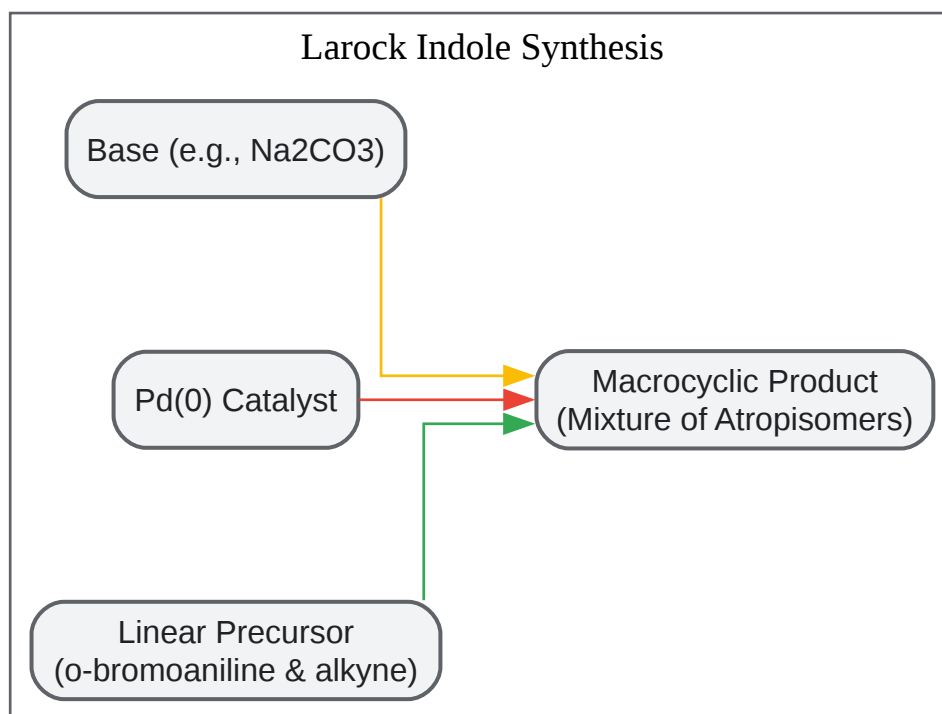 Larock Indole Synthesis
Base (e.g., Na2CO3)
Pd(0) Catalyst
Macrocyclic Product
(Mixture of Atropisomers)
Linear Precursor
(o-bromoaniline & alkyne)